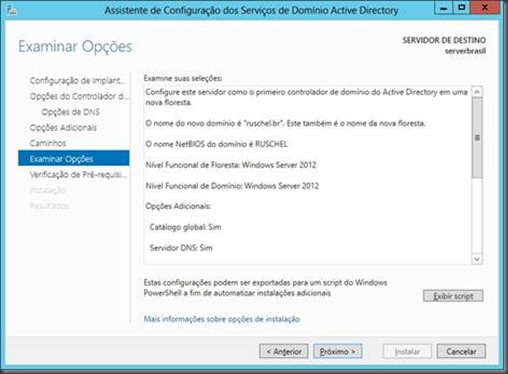 Assistente de Configuração dos Serviços de Domínio Active Directory
Examinar Opções
SERVIDOR DE DESTINO
serverbrasil
Configuração de Implant...
Opções do Controlador d...
Opções de DNS
Opções Adicionais
Caminhos
Examinar Opções
Verificação de Pré-requisi...
Instalação
Resultados
Examine suas seleções:
Configure este servidor como o primeiro controlador de domínio do Active Directory em uma
nova floresta.
O nome do novo domínio é "ruschel.br". Este também é o nome da nova floresta.
O nome NetBIOS do domínio é RUSCHEL
Nível Funcional de Floresta: Windows Server 2012
Nível Funcional de Domínio: Windows Server 2012
Opções Adicionais:
Catálogo global: Sim
Servidor DNS: Sim
Estas configurações podem ser exportadas para um script do Windows
PowerShell a fim de automatizar instalações adicionais
Exibir script
Mais informações sobre opções de instalação
< Anterior
Próximo >
Instalar
Cancelar